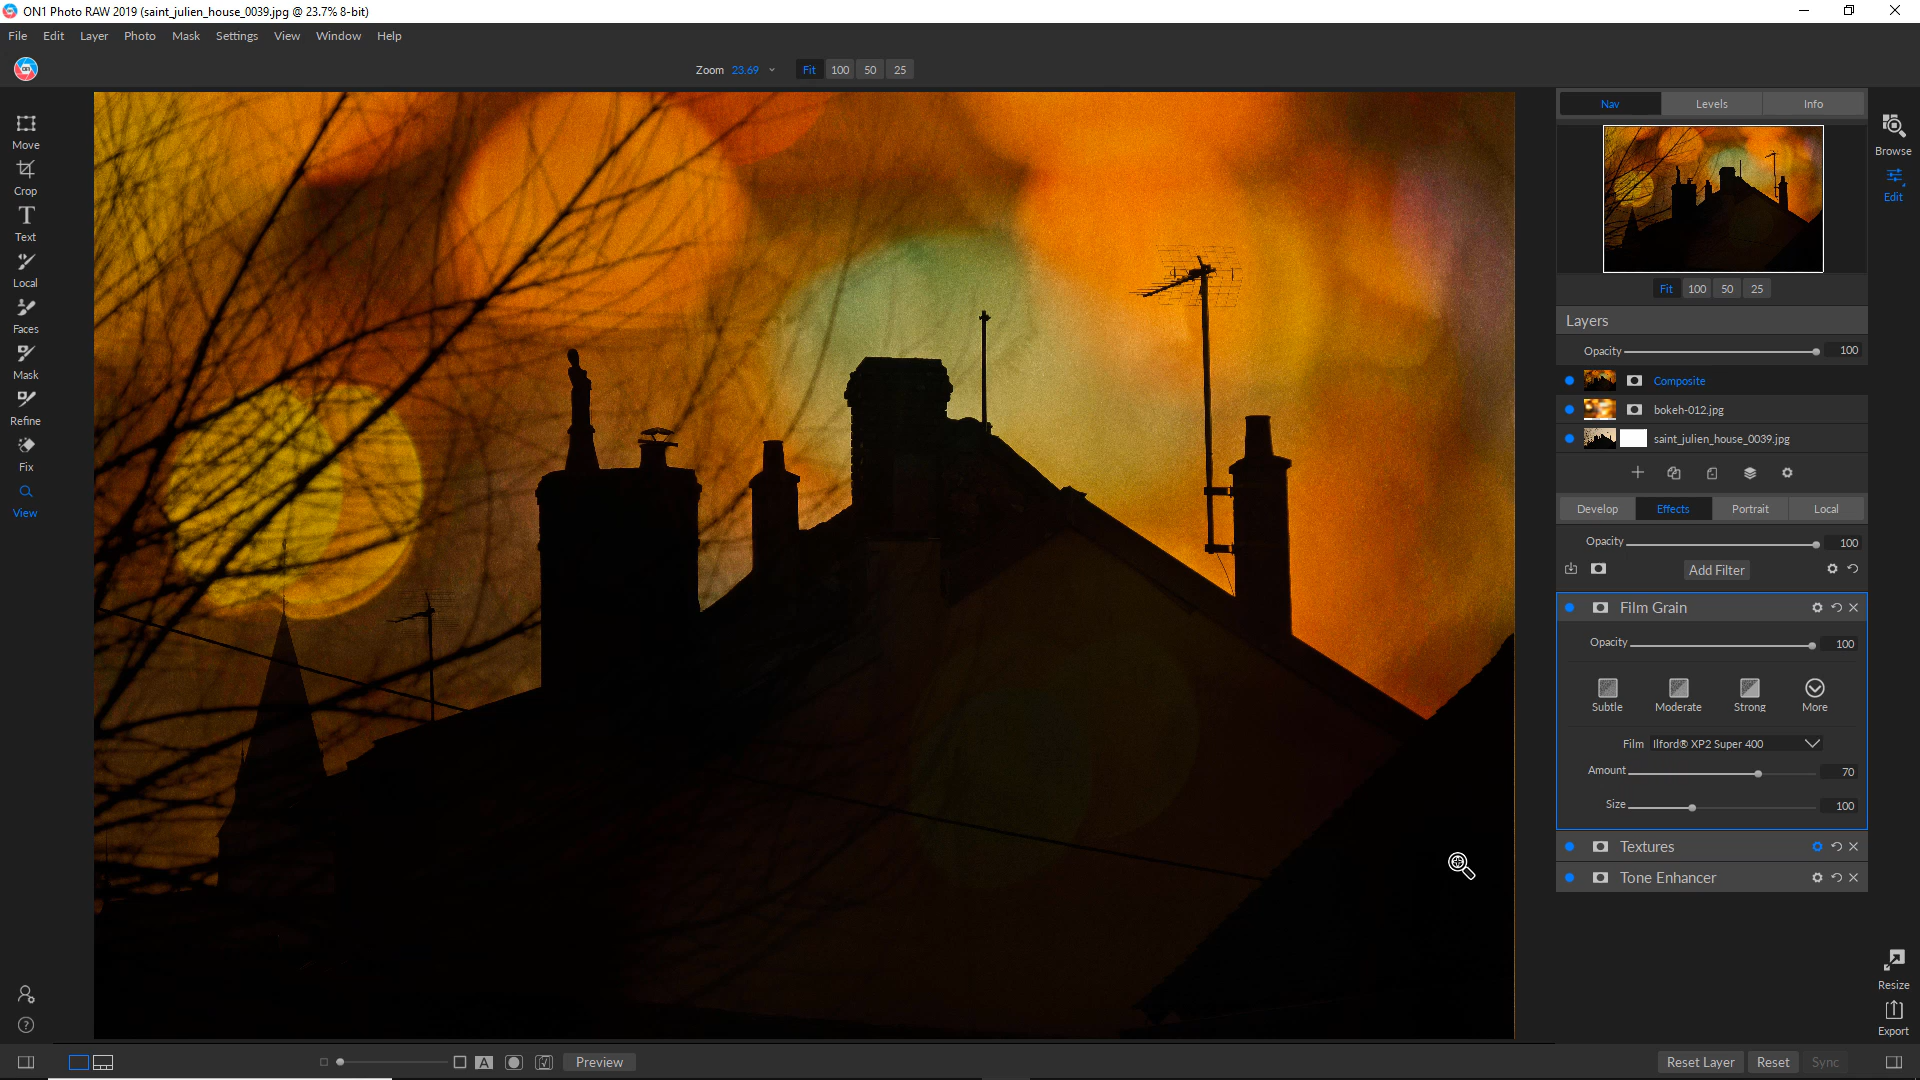 ON1 Photo RAW 2019 (saint_julien_house_0039.jpg @ 23.7% 8-bit)
File Edit Layer Photo Mask Settings View Window Help
Zoom 23.69 Fit 100 50 25
Move
Crop
Text
Local
Faces
Mask
Refine
Fix
View
Nav Levels Info
Fit 100 50 25
Browse
Edit
Layers
Opacity 100
Composite
bokeh-012.jpg
saint_julien_house_0039.jpg
Develop Effects Portrait Local
Opacity 100
Add Filter
Film Grain
Opacity 100
Subtle Moderate Strong More
Film Ilford® XP2 Super 400
Amount 70
Size 100
Textures
Tone Enhancer
Resize
Export
A Preview
Reset Layer Reset Sync